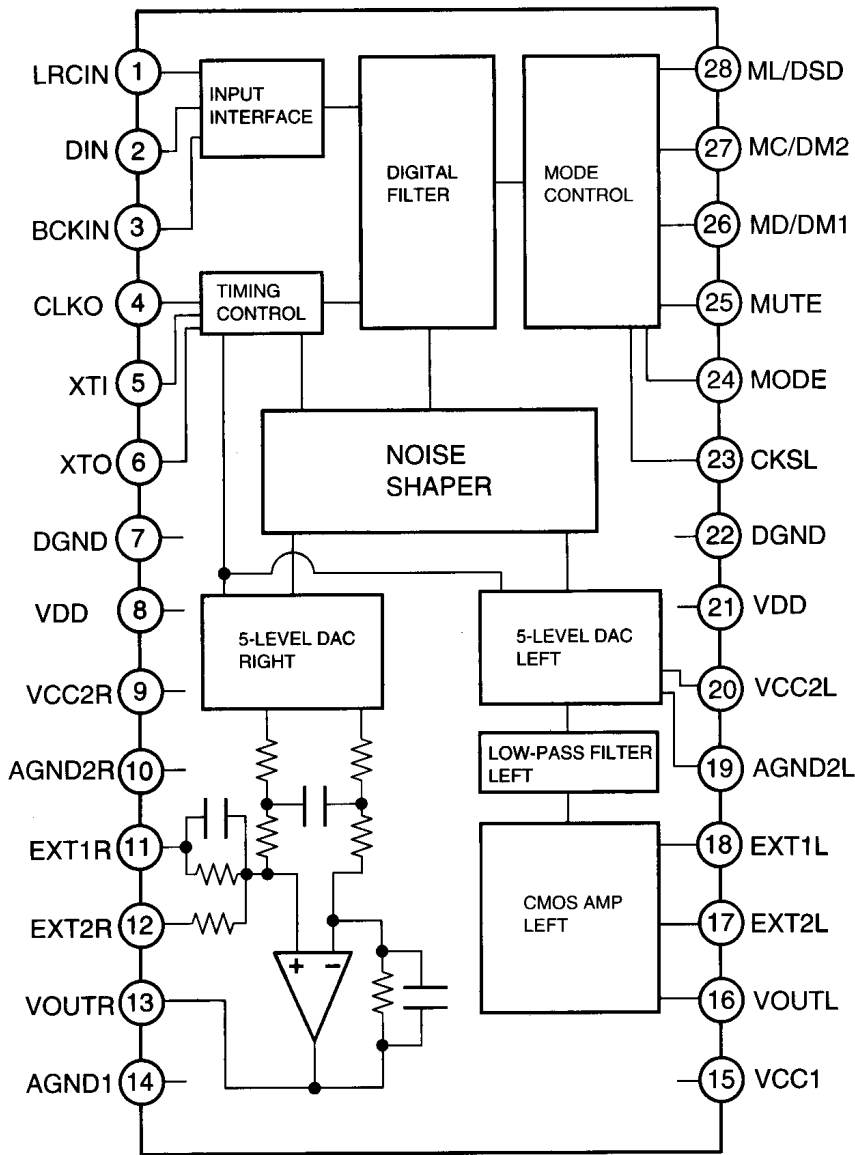 LRCIN 1
DIN 2
BCKIN 3
CLKO 4
XTI 5
XTO 6
DGND 7
VDD 8
VCC2R 9
AGND2R 10
EXT1R 11
EXT2R 12
VOUTR 13
AGND1 14
INPUT
INTERFACE
TIMING
CONTROL
DIGITAL
FILTER
MODE
CONTROL
NOISE
SHAPER
5-LEVEL DAC
RIGHT
5-LEVEL DAC
LEFT
LOW-PASS FILTER
LEFT
CMOS AMP
LEFT
+ −
28 ML/DSD
27 MC/DM2
26 MD/DM1
25 MUTE
24 MODE
23 CKSL
22 DGND
21 VDD
20 VCC2L
19 AGND2L
18 EXT1L
17 EXT2L
16 VOUTL
15 VCC1